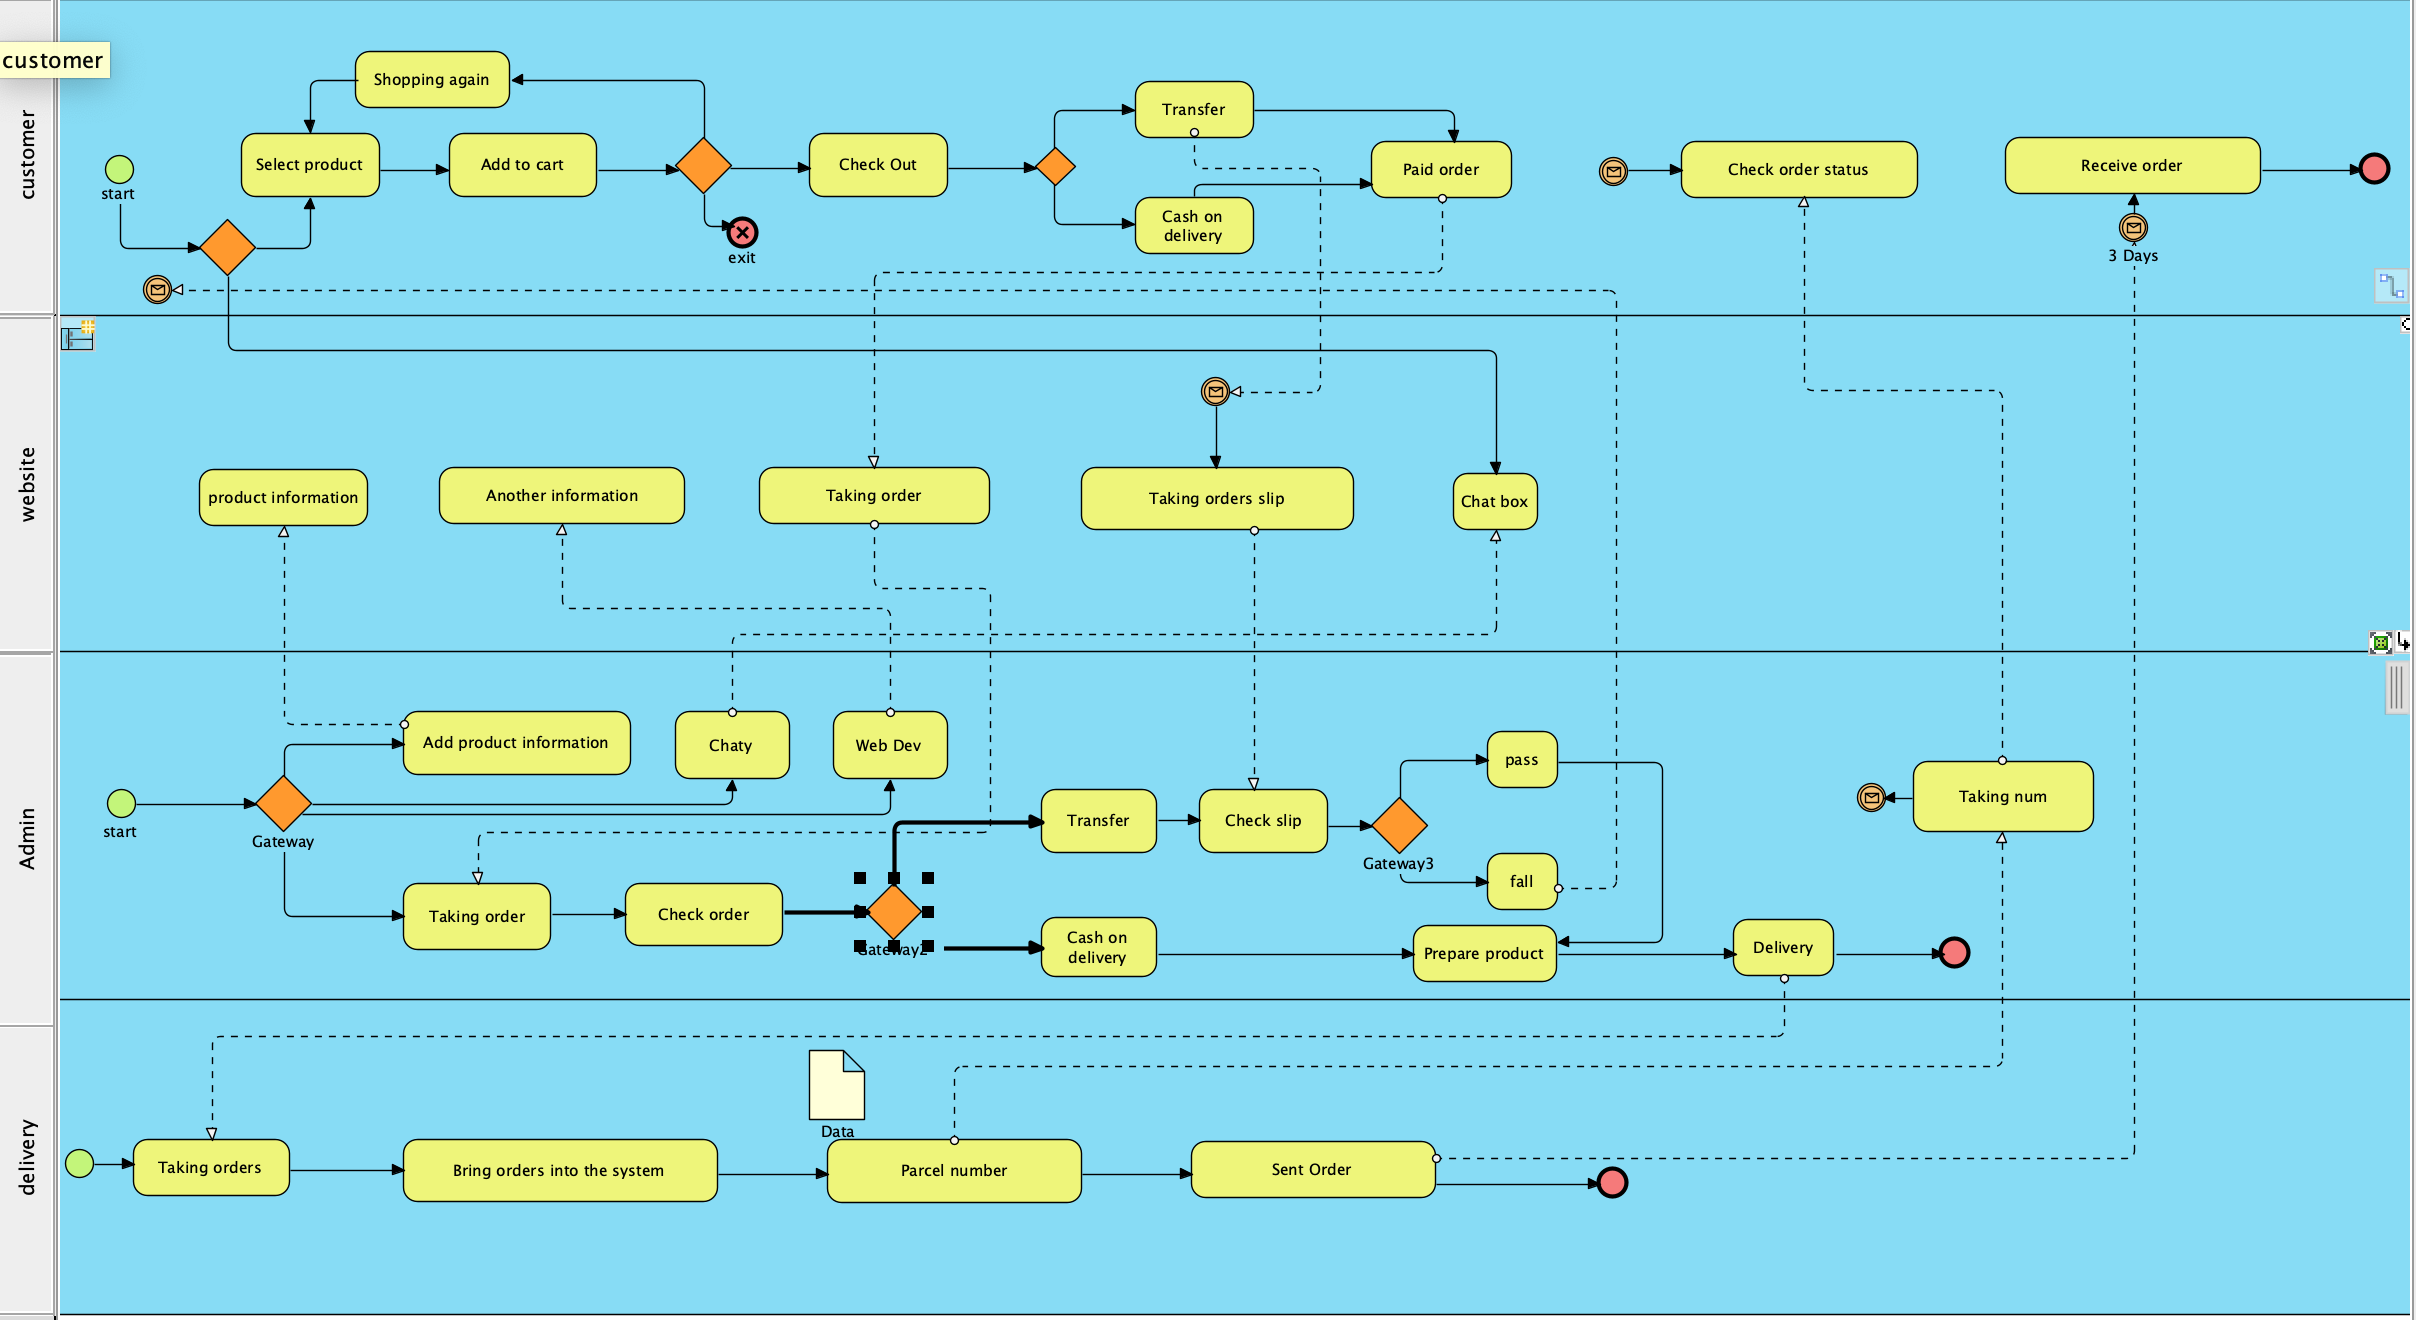 customer
customer
Shopping again
Select product
Add to cart
Check Out
Transfer
Cash on
delivery
Paid order
Check order status
Receive order
start
exit
3 Days
website
product information
Another information
Taking order
Taking orders slip
Chat box
Admin
Add product information
Chaty
Web Dev
start
Gateway
Transfer
Check slip
Gateway3
pass
fall
Taking num
Taking order
Check order
Gateway2
Cash on
delivery
Prepare product
Delivery
delivery
Data
Taking orders
Bring orders into the system
Parcel number
Sent Order